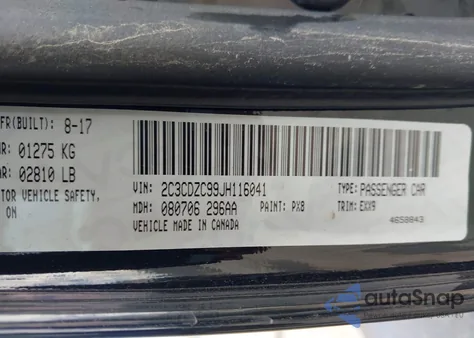 FR(BUILT): 8-17
R: 01275 KG
R: 02810 LB
TOR VEHICLE SAFETY,
ON
VIN: 2C3CDZC99JH116041
TYPE: PASSENGER CAR
MDH: 080706 296AA
PAINT: PX8
TRIM: EXX9
VEHICLE MADE IN CANADA
4658843
autoSnap